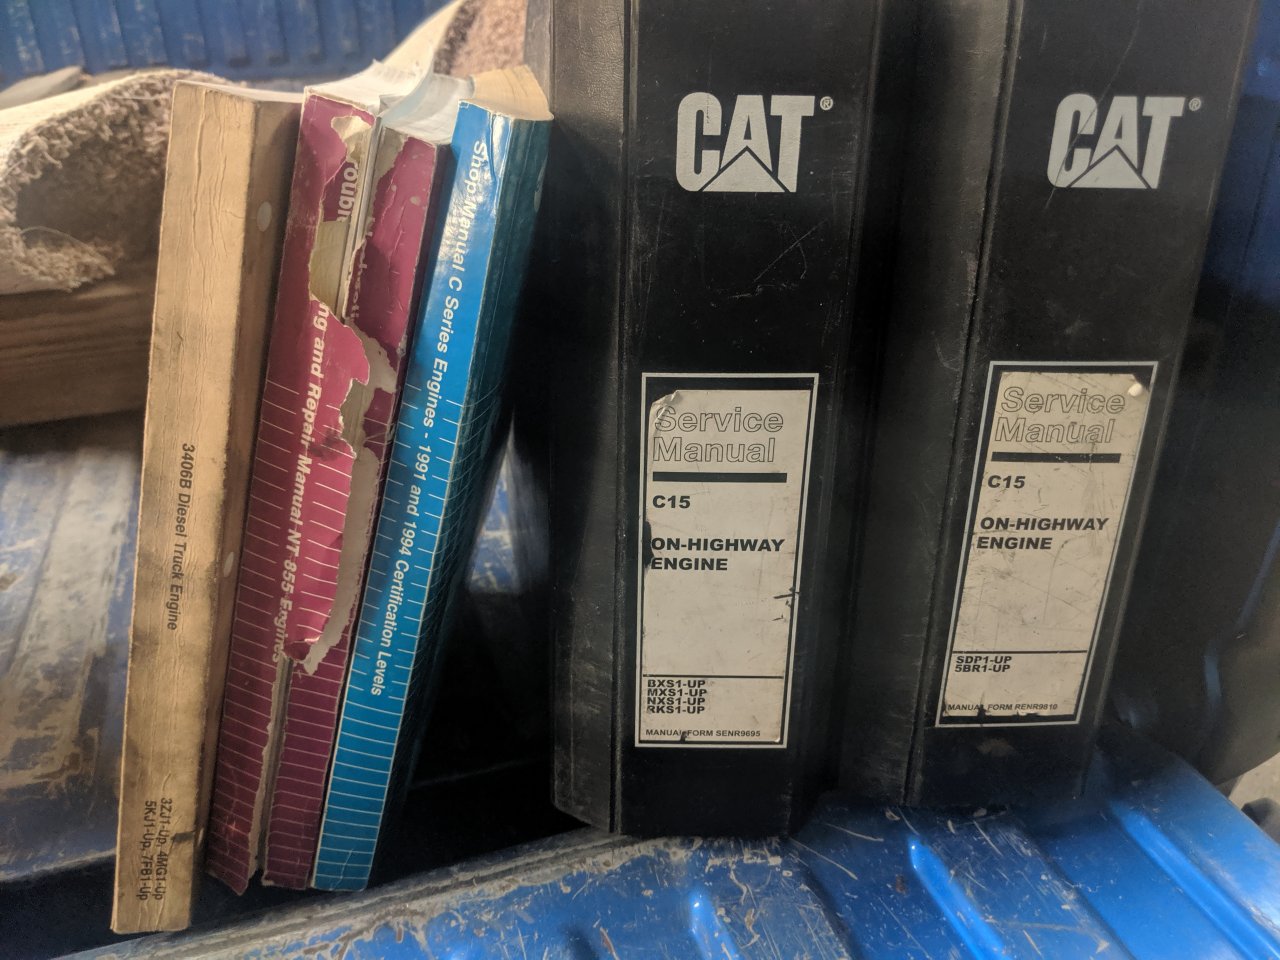 3406B Diesel Truck Engine
3ZJ1-Up, 4MG1-Up
5KJ1-Up, 7FB1-Up
ng and Repair Manual NT 855 Engines
Shop Manual C Series Engines - 1991 and 1994 Certification Levels
CAT®
Service
Manual
C15
ON-HIGHWAY
ENGINE
BXS1-UP
MXS1-UP
NXS1-UP
RKS1-UP
MANUAL FORM SENR9695
CAT®
Service
Manual
C15
ON-HIGHWAY
ENGINE
SDP1-UP
5BR1-UP
MANUAL FORM RENR9810